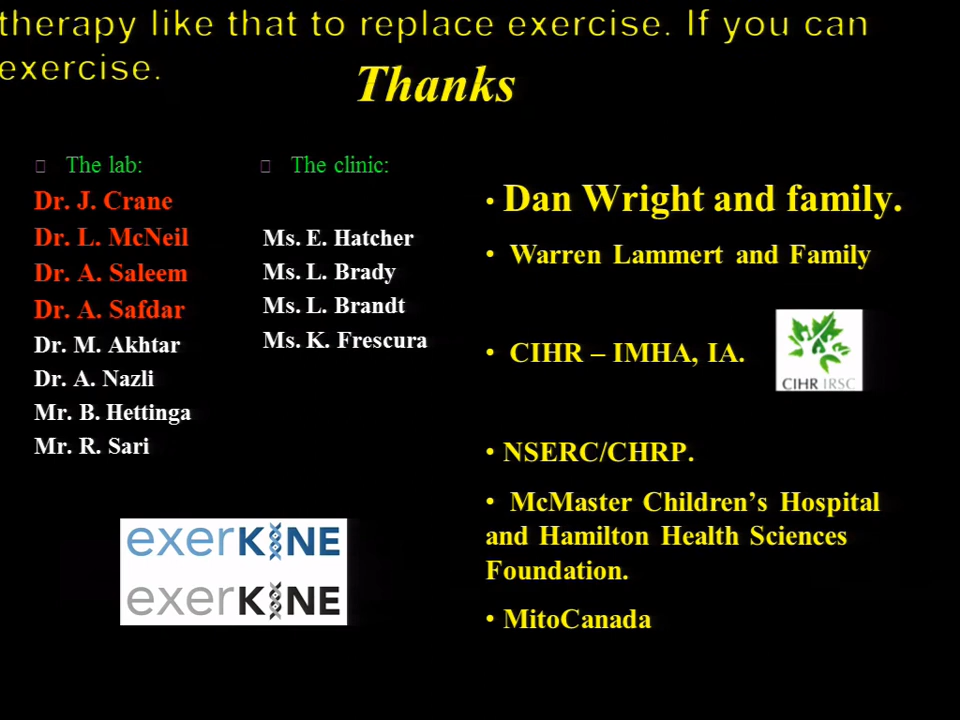 therapy like that to replace exercise. If you can
exercise.
Thanks
The lab:
Dr. J. Crane
Dr. L. McNeil
Dr. A. Saleem
Dr. A. Safdar
Dr. M. Akhtar
Dr. A. Nazli
Mr. B. Hettinga
Mr. R. Sari
The clinic:
Ms. E. Hatcher
Ms. L. Brady
Ms. L. Brandt
Ms. K. Frescura
• Dan Wright and family.
• Warren Lammert and Family
• CIHR – IMHA, IA.
CIHR IRSC
• NSERC/CHRP.
• McMaster Children’s Hospital
and Hamilton Health Sciences
Foundation.
• MitoCanada
exerKINE
exerKINE